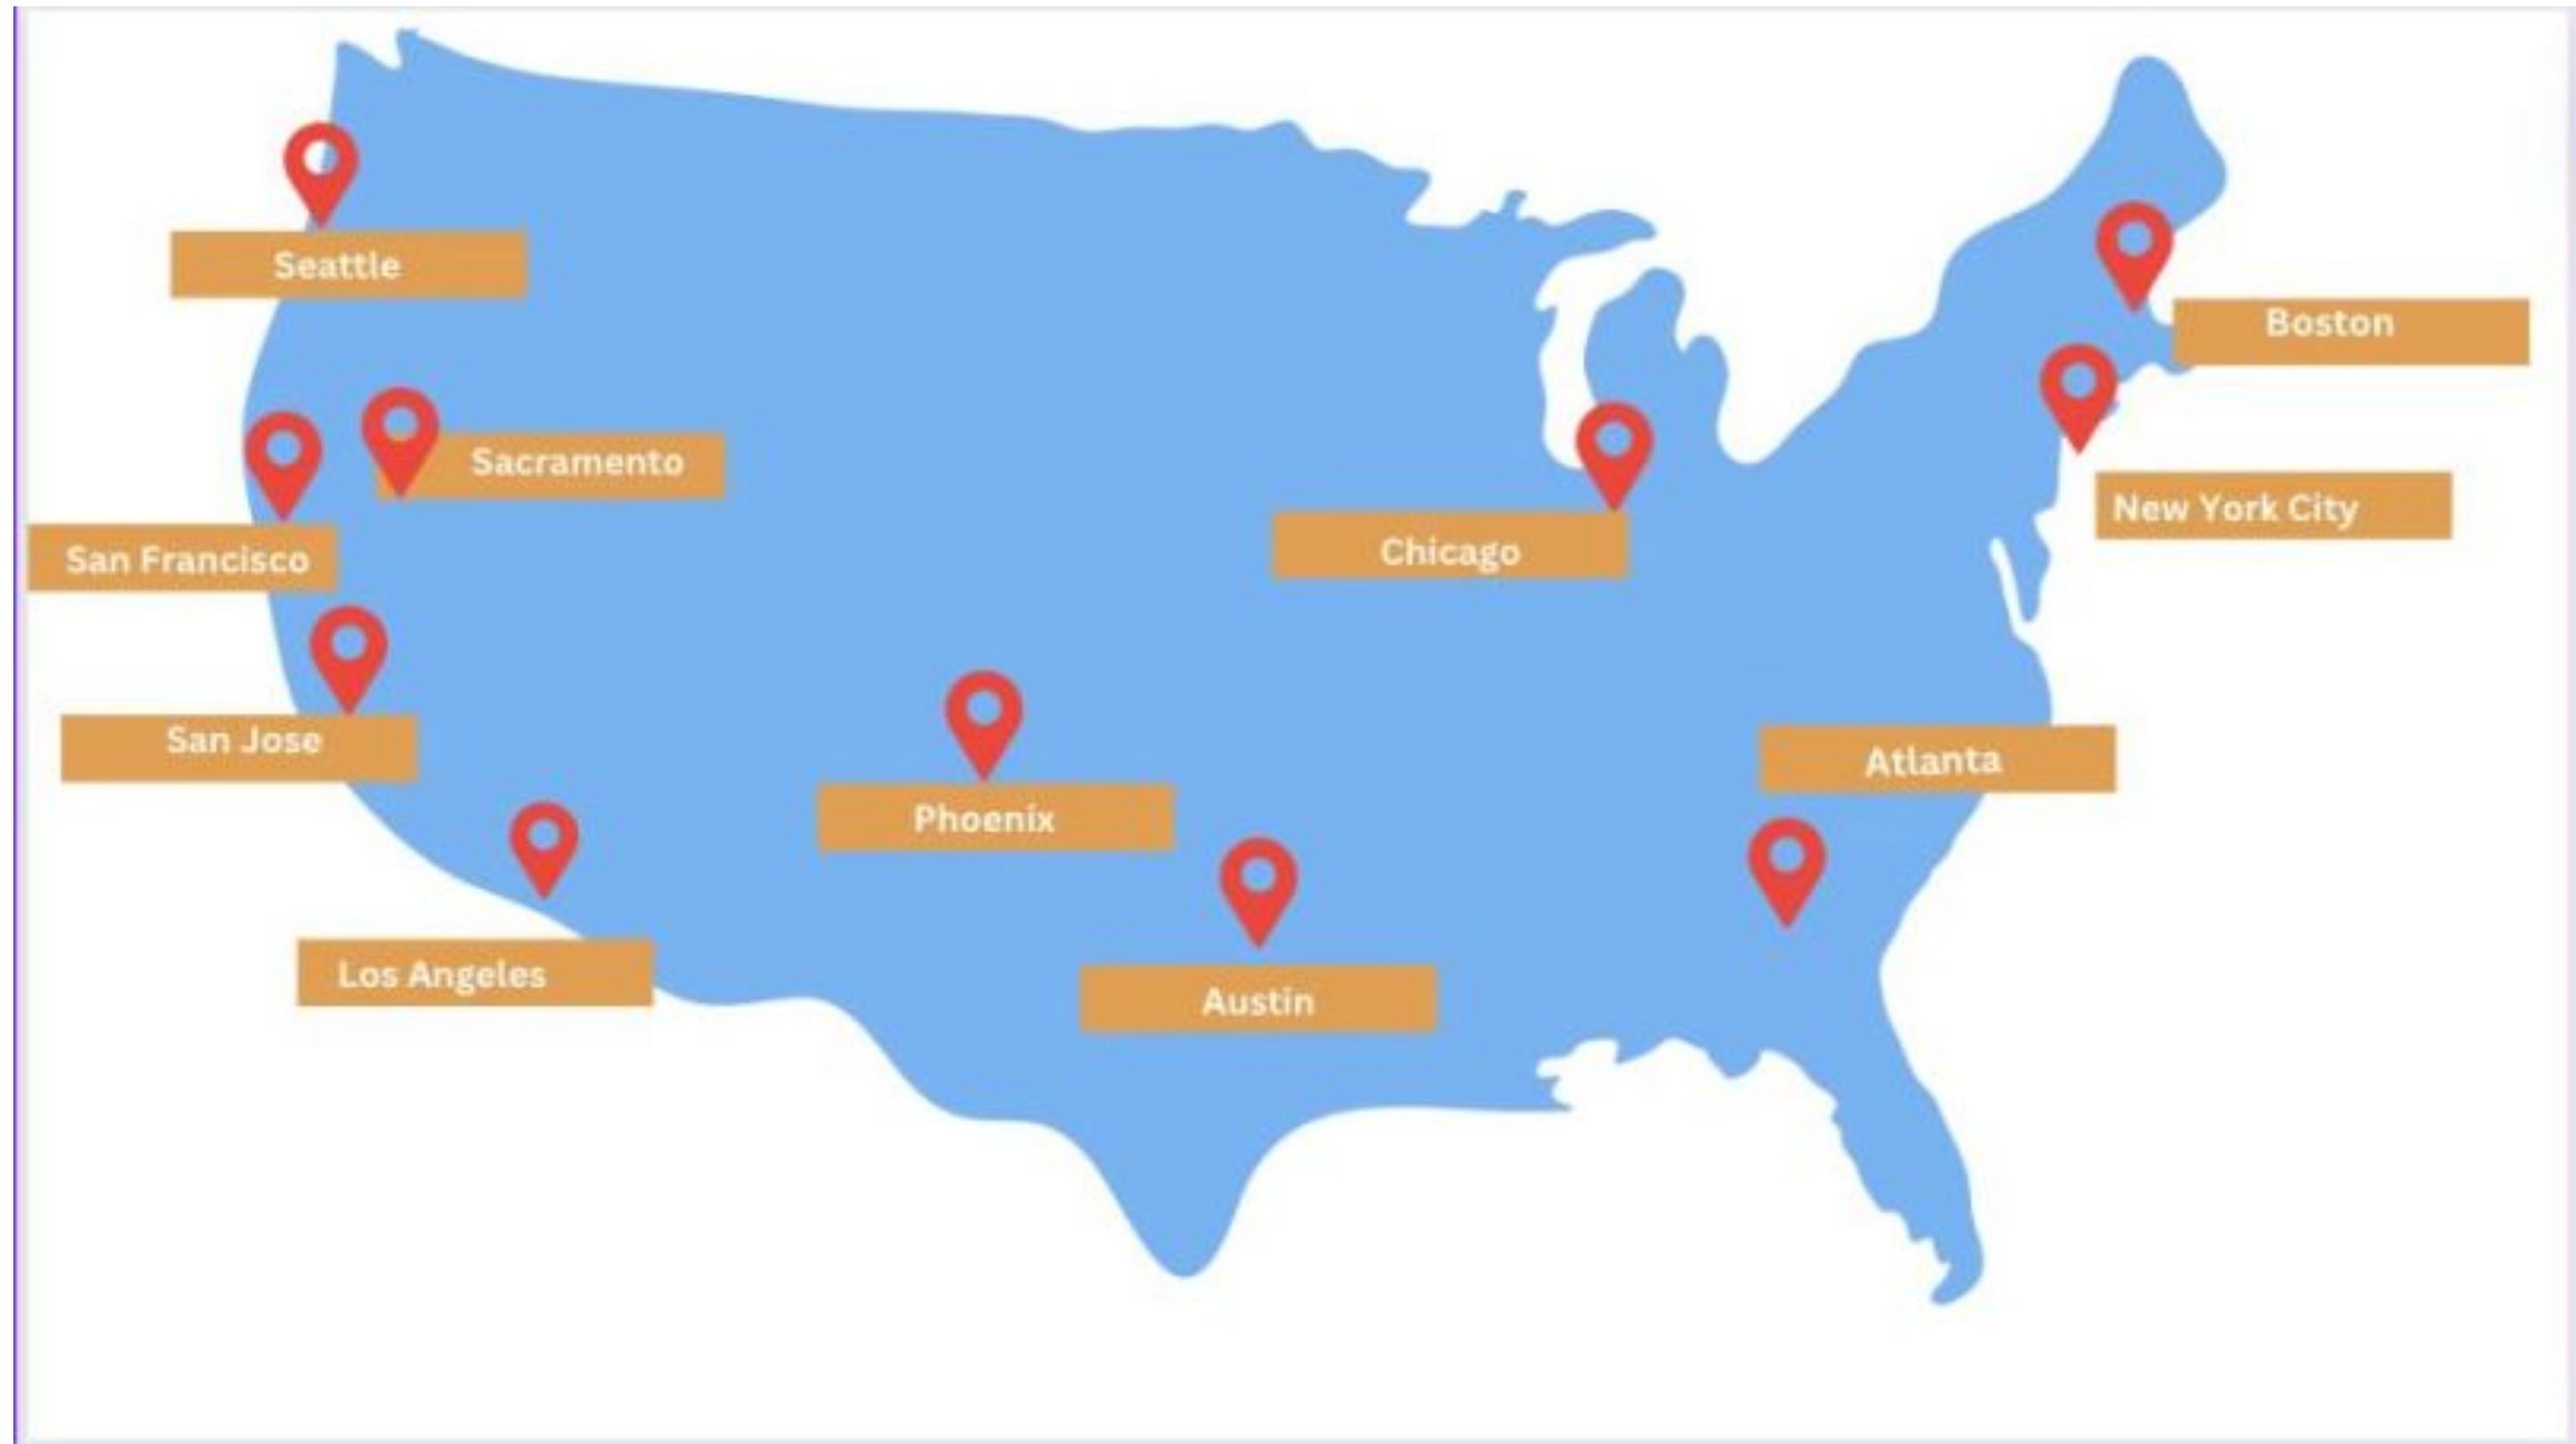 Seattle
Boston
Sacramento
New York City
San Francisco
Chicago
San Jose
Atlanta
Phoenix
Los Angeles
Austin